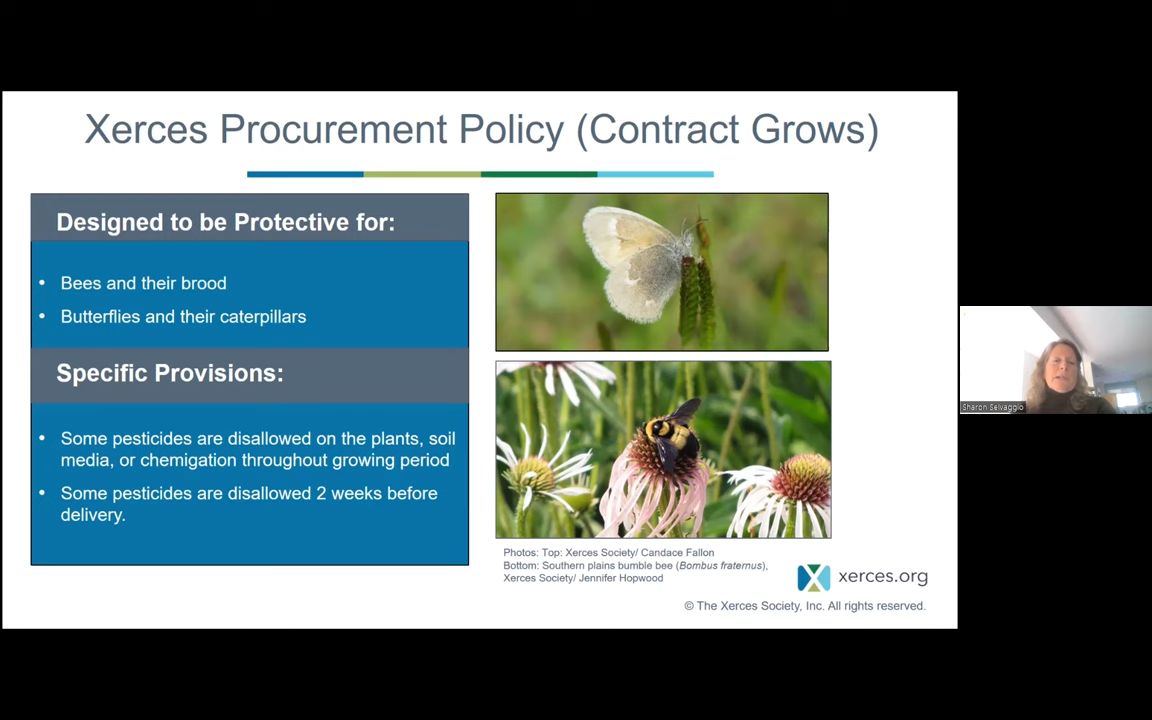 Xerces Procurement Policy (Contract Grows)
Designed to be Protective for:
• Bees and their brood
• Butterflies and their caterpillars
Specific Provisions:
• Some pesticides are disallowed on the plants, soil
media, or chemigation throughout growing period
• Some pesticides are disallowed 2 weeks before
delivery.
Photos: Top: Xerces Society/ Candace Fallon
Bottom: Southern plains bumble bee (Bombus fraternus),
Xerces Society/ Jennifer Hopwood
xerces.org
© The Xerces Society, Inc. All rights reserved.
Sharon Selvaggio